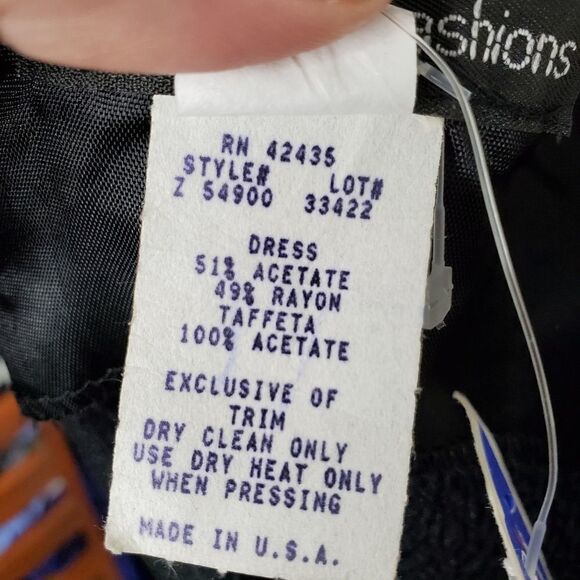 ashions
RN 42435
STYLE# LOT#
Z 54900 33422
DRESS
51% ACETATE
49% RAYON
TAFFETA
100% ACETATE
EXCLUSIVE OF
TRIM
DRY CLEAN ONLY
USE DRY HEAT ONLY
WHEN PRESSING
MADE IN U.S.A.